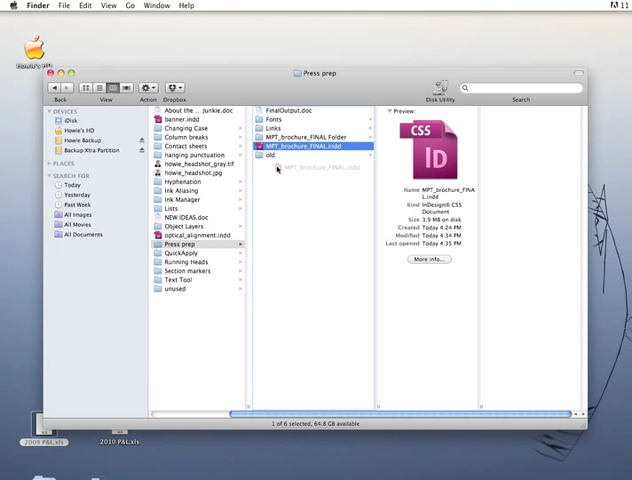 Finder File Edit View Go Window Help 11
Howie's HD
Press prep
Back View Action Dropbox Disk Utility Search
DEVICES
iDisk
Howie's HD
Howie Backup
Backup Xtra Partition
PLACES
SEARCH FOR
Today
Yesterday
Past Week
All Images
All Movies
All Documents
About the ... Junkie.doc
banner.indd
Changing Case
Column breaks
Contact sheets
hanging punctuation
howie_headshot_gray.tif
howie_headshot.jpg
Hyphenation
Ink Aliasing
Ink Manager
Lists
NEW IDEAS.doc
Object Layers
optical_alignment.indd
Press prep
QuickApply
Running Heads
Section markers
Text Tool
unused
FinalOutput.doc
Fonts
Links
MPT_brochure_FINAL Folder
MPT_brochure_FINAL.indd
old
MPT_brochure_FINAL.indd
Preview:
CS5
Id
Name MPT_brochure_FINA
L.indd
Kind InDesign® CS5
Document
Size 3.9 MB on disk
Created Today 4:24 PM
Modified Today 4:34 PM
Last opened Today 4:35 PM
More info...
1 of 6 selected, 64.8 GB available
2009 P&L.xls
2010 P&L.xls